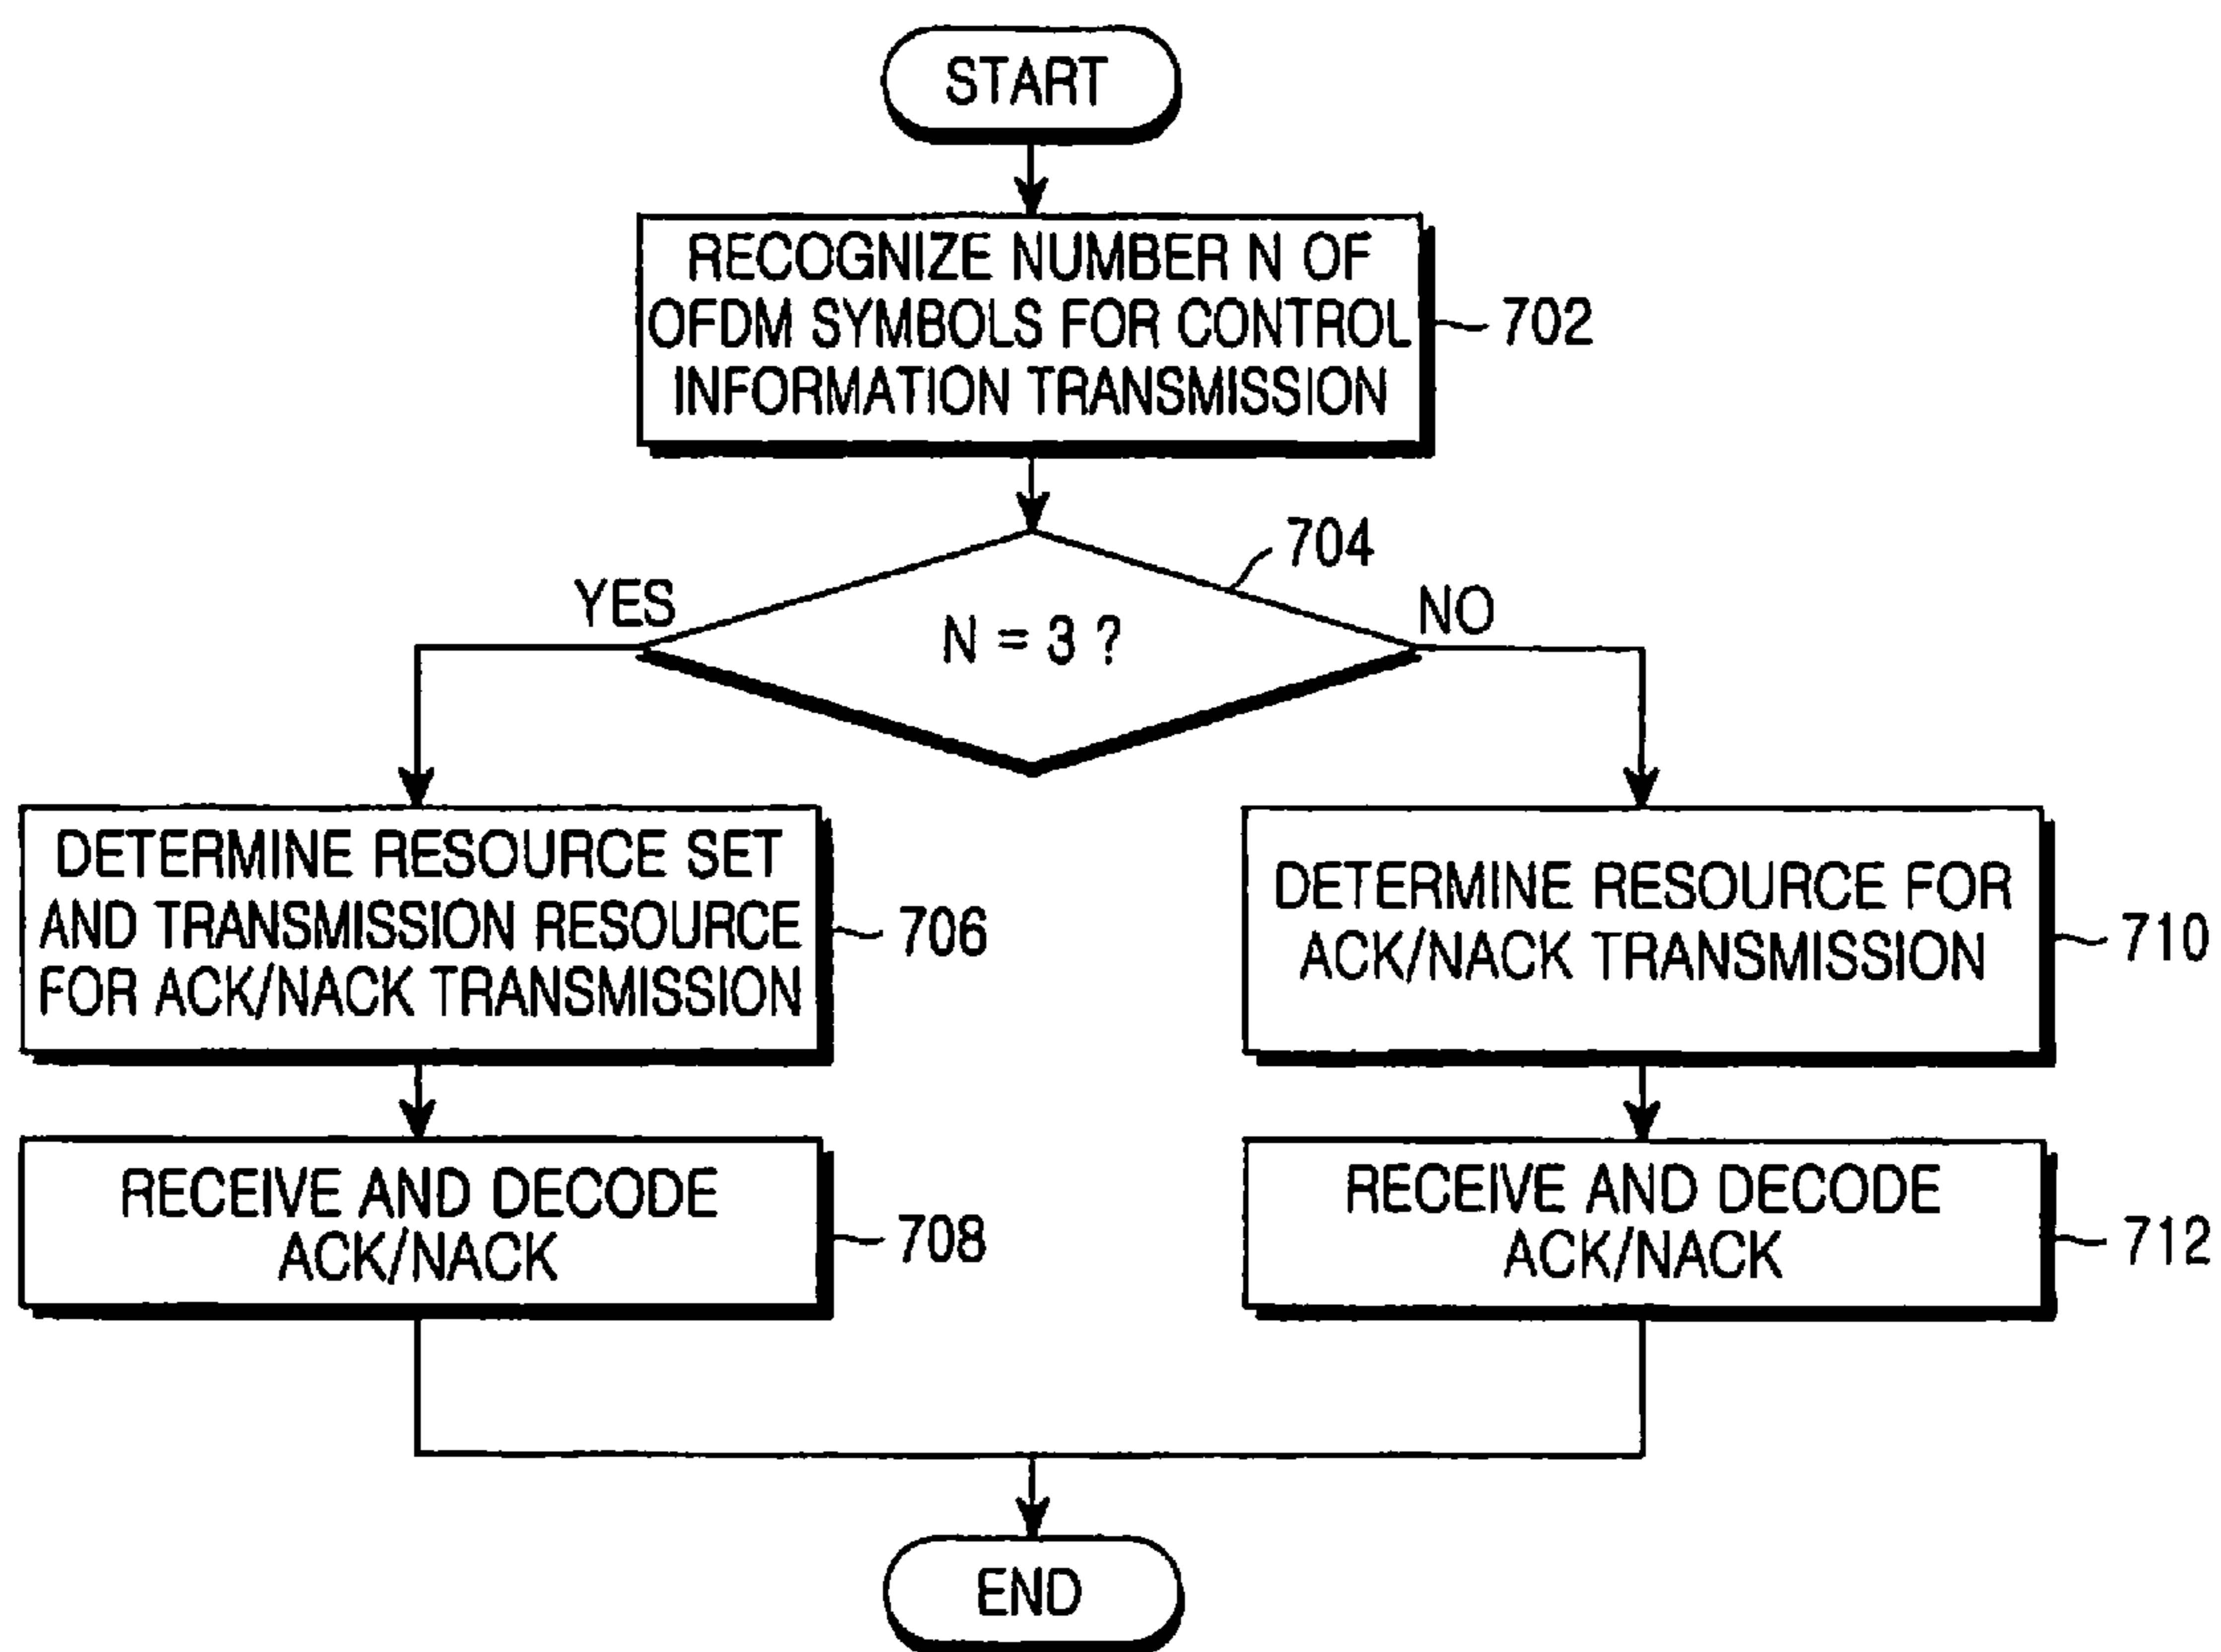 START
RECOGNIZE NUMBER N OF
OFDM SYMBOLS FOR CONTROL
INFORMATION TRANSMISSION
702
704
YES
N = 3 ?
NO
DETERMINE RESOURCE SET
AND TRANSMISSION RESOURCE
FOR ACK/NACK TRANSMISSION
706
DETERMINE RESOURCE FOR
ACK/NACK TRANSMISSION
710
RECEIVE AND DECODE
ACK/NACK
708
RECEIVE AND DECODE
ACK/NACK
712
END